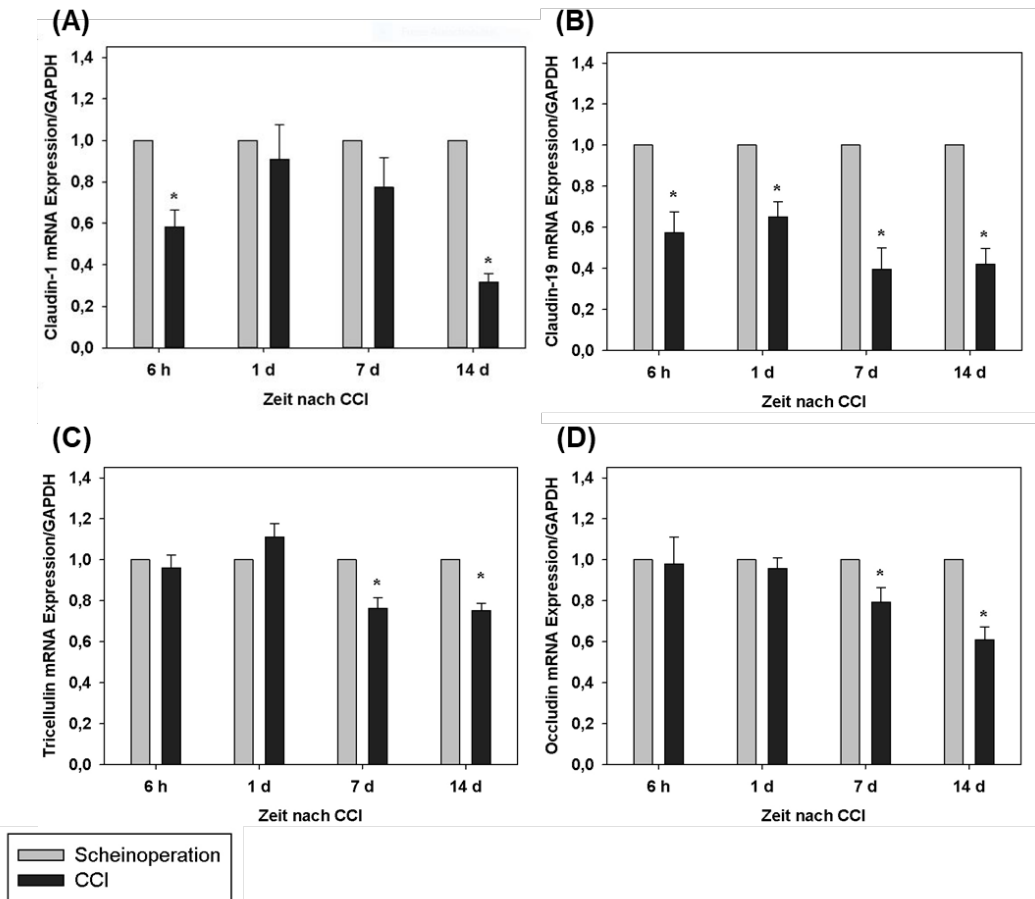 (A)
Claudin-1 mRNA Expression/GAPDH
1,4
1,2
1,0
0,8
0,6
0,4
0,2
0,0
*
*
6 h 1 d 7 d 14 d
Zeit nach CCI
(B)
Claudin-19 mRNA Expression/GAPDH
1,4
1,2
1,0
0,8
0,6
0,4
0,2
0,0
*
*
*
*
6 h 1 d 7 d 14 d
Zeit nach CCI
(C)
Tricellulin mRNA Expression/GAPDH
1,4
1,2
1,0
0,8
0,6
0,4
0,2
0,0
*
*
6 h 1 d 7 d 14 d
Zeit nach CCI
(D)
Occludin mRNA Expression/GAPDH
1,4
1,2
1,0
0,8
0,6
0,4
0,2
0,0
*
*
6 h 1 d 7 d 14 d
Zeit nach CCI
Scheinoperation
CCI